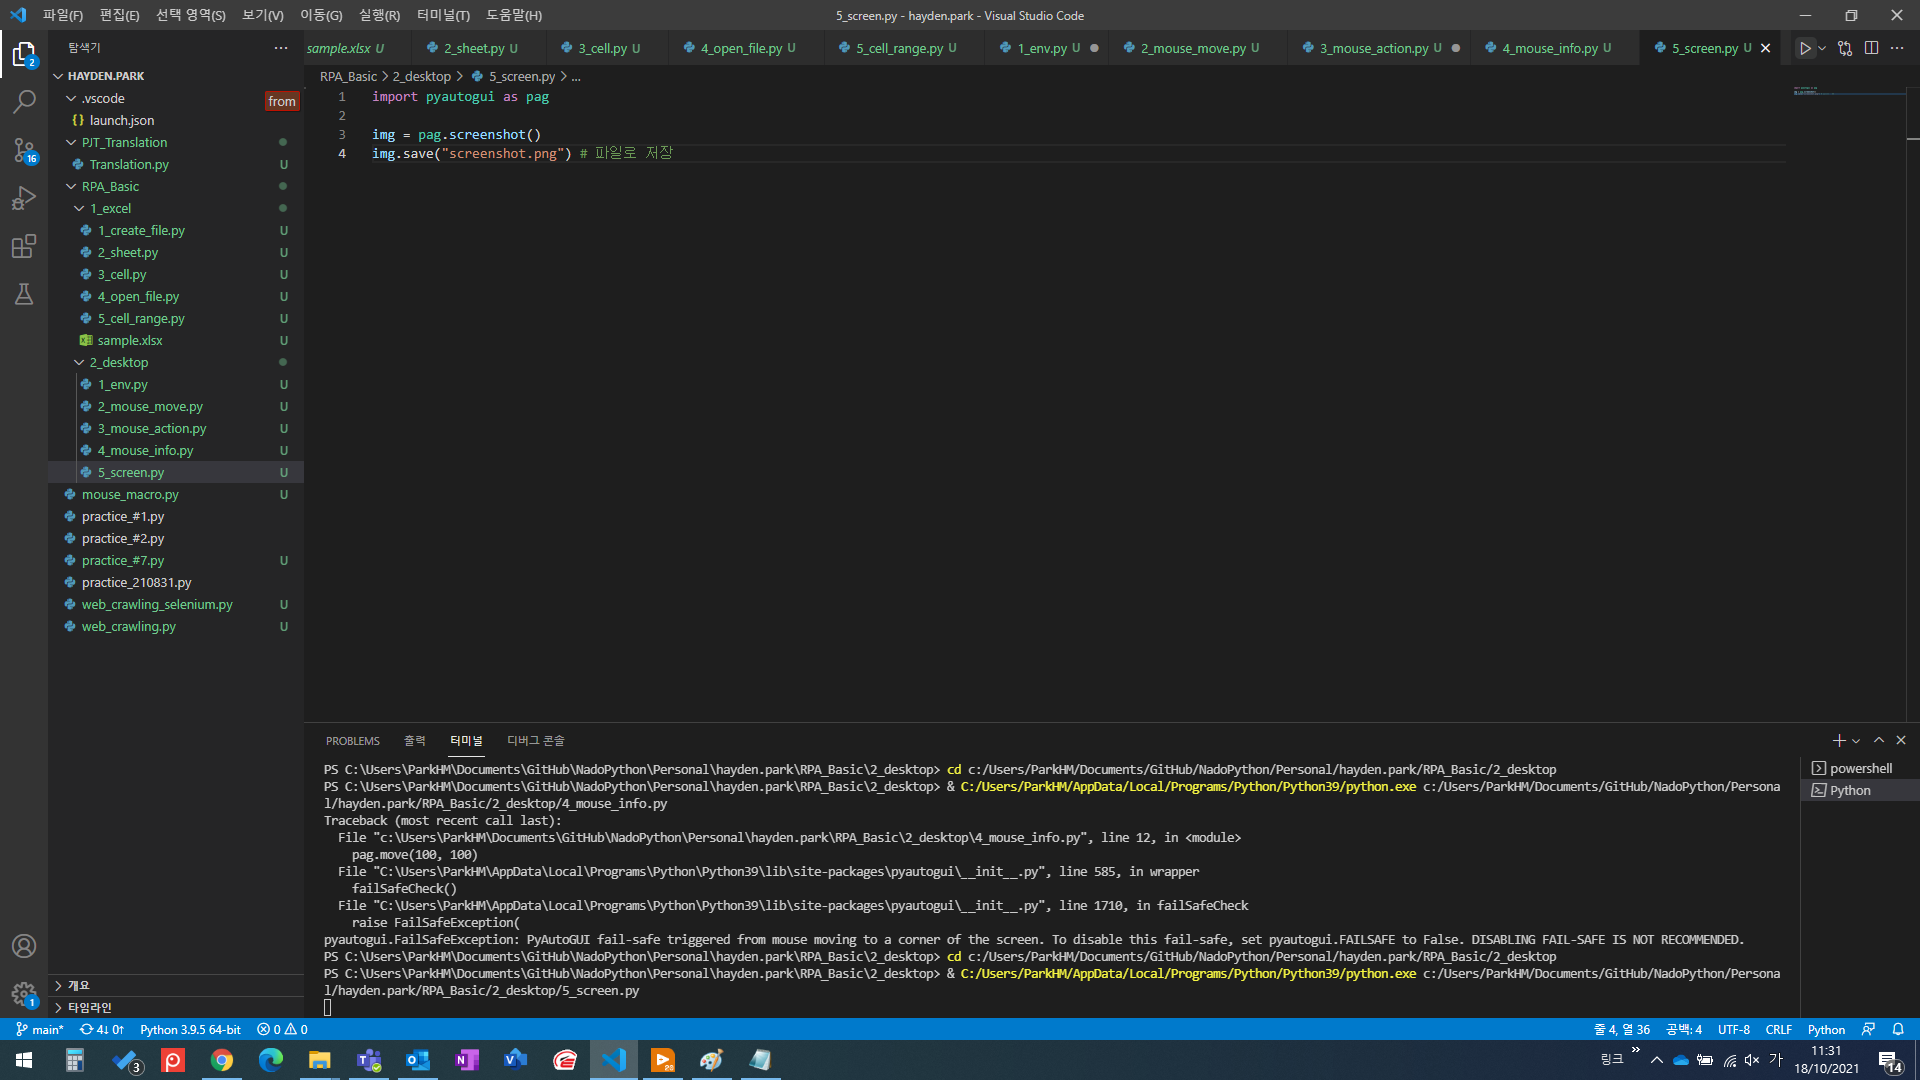 파일(F) 편집(E) 선택 영역(S) 보기(V) 이동(G) 실행(R) 터미널(T) 도움말(H)
5_screen.py - hayden.park - Visual Studio Code
탐색기
sample.xlsx U 2_sheet.py U 3_cell.py U 4_open_file.py U 5_cell_range.py U 1_env.py U 2_mouse_move.py U 3_mouse_action.py U 4_mouse_info.py U 5_screen.py U
2
HAYDEN.PARK
.vscode
from
launch.json
PJT_Translation
Translation.py U
16
RPA_Basic
1_excel
1_create_file.py U
2_sheet.py U
3_cell.py U
4_open_file.py U
5_cell_range.py U
sample.xlsx U
2_desktop
1_env.py U
2_mouse_move.py U
3_mouse_action.py U
4_mouse_info.py U
5_screen.py U
mouse_macro.py U
practice_#1.py
practice_#2.py
practice_#7.py U
practice_210831.py
web_crawling_selenium.py U
web_crawling.py U
개요
타임라인
1
RPA_Basic > 2_desktop > 5_screen.py > ...
1 import pyautogui as pag
2
3 img = pag.screenshot()
4 img.save("screenshot.png") # 파일로 저장
PROBLEMS 출력 터미널 디버그 콘솔
powershell
Python
PS C:\Users\ParkHM\Documents\GitHub\NadoPython\Personal\hayden.park\RPA_Basic\2_desktop> cd c:/Users/ParkHM/Documents/GitHub/NadoPython/Personal/hayden.park/RPA_Basic/2_desktop
PS C:\Users\ParkHM\Documents\GitHub\NadoPython\Personal\hayden.park\RPA_Basic\2_desktop> & C:/Users/ParkHM/AppData/Local/Programs/Python/Python39/python.exe c:/Users/ParkHM/Documents/GitHub/NadoPython/Persona
l/hayden.park/RPA_Basic/2_desktop/4_mouse_info.py
Traceback (most recent call last):
File "c:\Users\ParkHM\Documents\GitHub\NadoPython\Personal\hayden.park\RPA_Basic\2_desktop\4_mouse_info.py", line 12, in <module>
pag.move(100, 100)
File "C:\Users\ParkHM\AppData\Local\Programs\Python\Python39\lib\site-packages\pyautogui\__init__.py", line 585, in wrapper
failSafeCheck()
File "C:\Users\ParkHM\AppData\Local\Programs\Python\Python39\lib\site-packages\pyautogui\__init__.py", line 1710, in failSafeCheck
raise FailSafeException(
pyautogui.FailSafeException: PyAutoGUI fail-safe triggered from mouse moving to a corner of the screen. To disable this fail-safe, set pyautogui.FAILSAFE to False. DISABLING FAIL-SAFE IS NOT RECOMMENDED.
PS C:\Users\ParkHM\Documents\GitHub\NadoPython\Personal\hayden.park\RPA_Basic\2_desktop> cd c:/Users/ParkHM/Documents/GitHub/NadoPython/Personal/hayden.park/RPA_Basic/2_desktop
PS C:\Users\ParkHM\Documents\GitHub\NadoPython\Personal\hayden.park\RPA_Basic\2_desktop> & C:/Users/ParkHM/AppData/Local/Programs/Python/Python39/python.exe c:/Users/ParkHM/Documents/GitHub/NadoPython/Persona
l/hayden.park/RPA_Basic/2_desktop/5_screen.py
main* 4↓ 0↑ Python 3.9.5 64-bit 0 0
줄 4, 열 36 공백: 4 UTF-8 CRLF Python
3
링크 가
11:31
18/10/2021
14